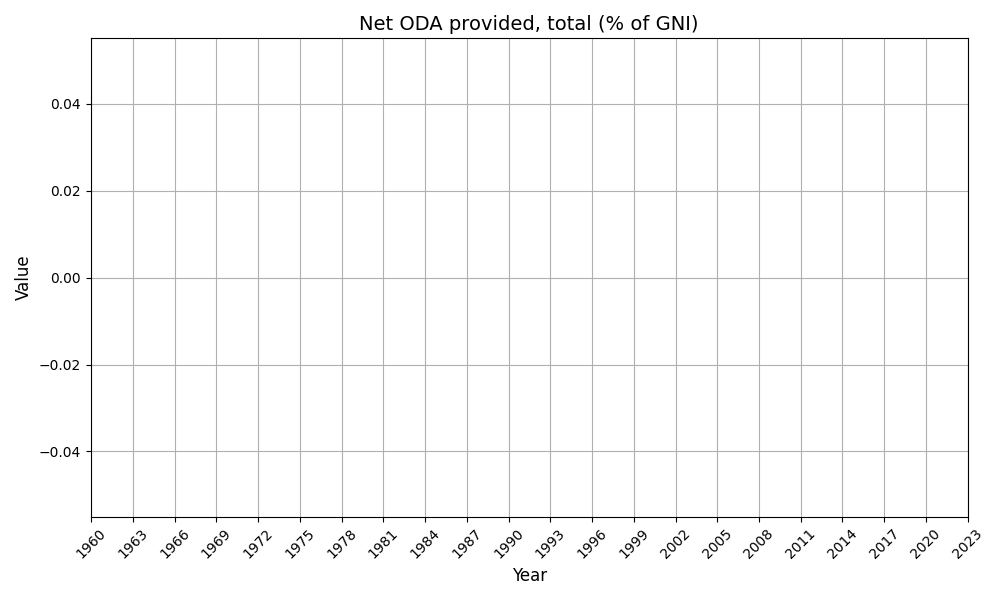 Net ODA provided, total (% of GNI)
Value
0.04
0.02
0.00
−0.02
−0.04
1960 1963 1966 1969 1972 1975 1978 1981 1984 1987 1990 1993 1996 1999 2002 2005 2008 2011 2014 2017 2020 2023
Year